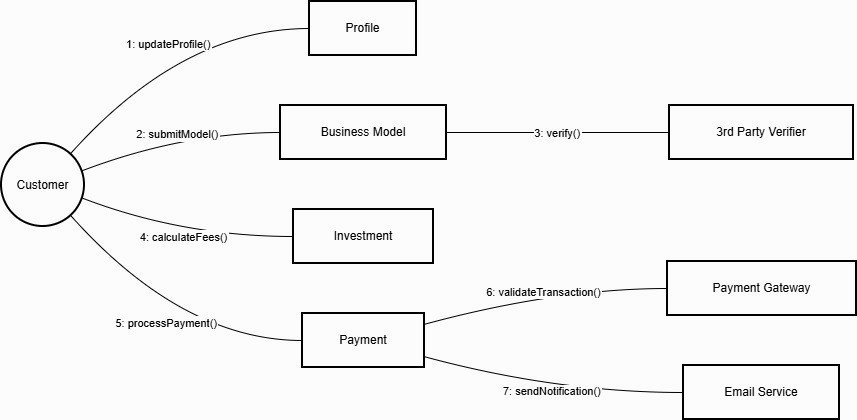 Profile
1: updateProfile()
2: submitModel()
Business Model
3: verify()
3rd Party Verifier
Customer
4: calculateFees()
Investment
5: processPayment()
Payment
6: validateTransaction()
Payment Gateway
7: sendNotification()
Email Service